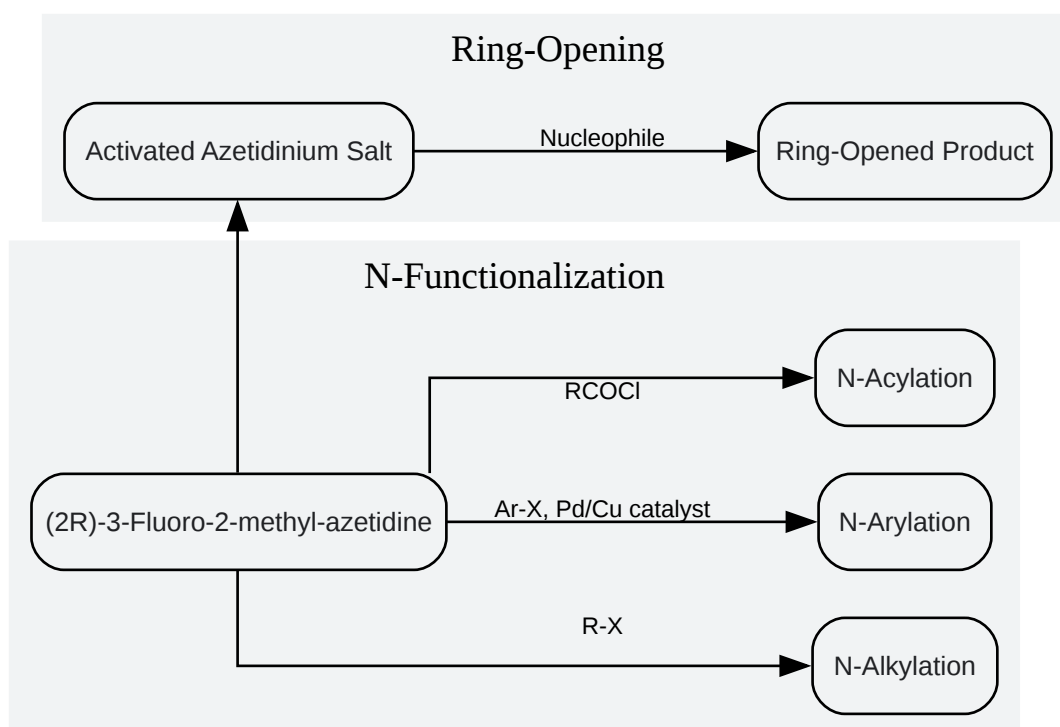 Ring-Opening
Activated Azetidinium Salt
Nucleophile
Ring-Opened Product
N-Functionalization
RCOCl
N-Acylation
(2R)-3-Fluoro-2-methyl-azetidine
Ar-X, Pd/Cu catalyst
N-Arylation
R-X
N-Alkylation